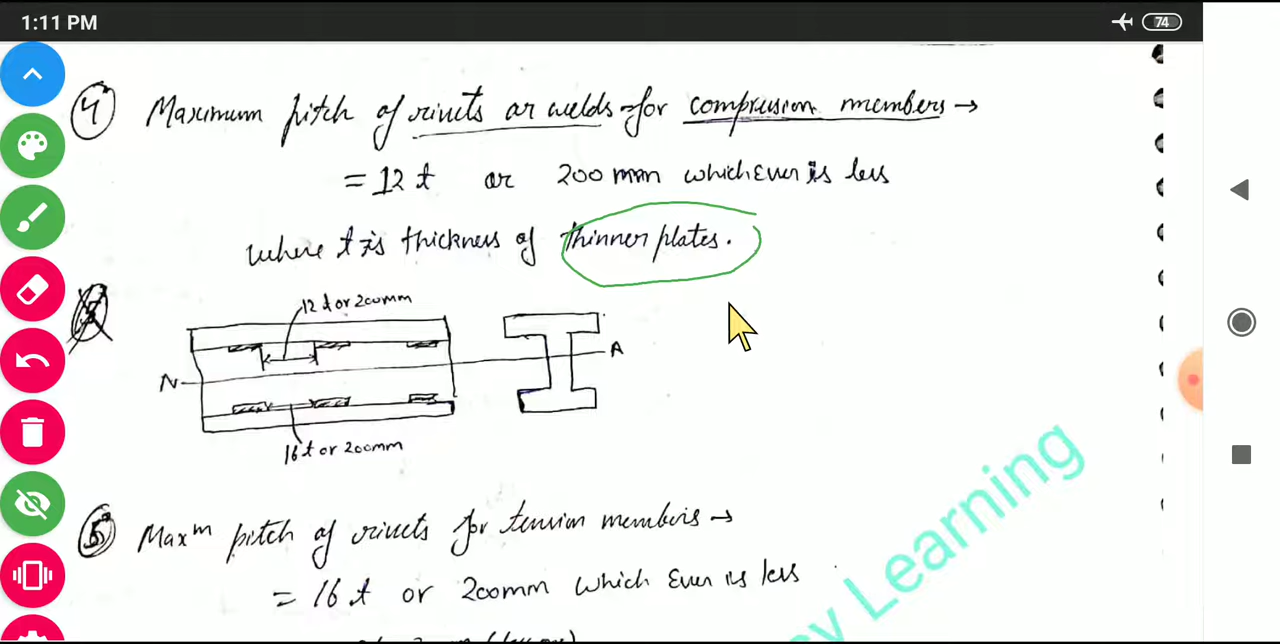 1:11 PM
74
4 Maximum pitch of rivets or welds for compression members →
= 12 t or 200 mm whichever is less
where t is thickness of thinner plates.
12 t or 200mm
N
A
16 t or 200mm
5 Maxm pitch of rivets for tension members →
= 16 t or 200mm which Ever is less
Learning